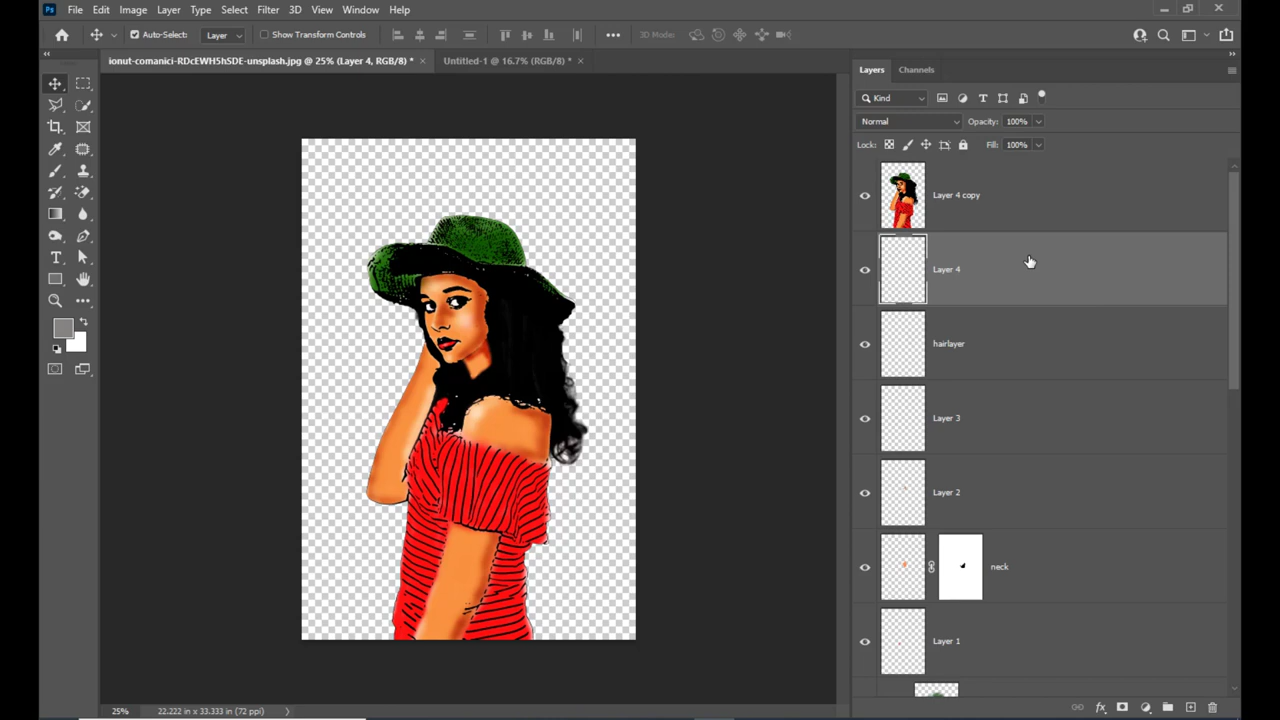 Ps File Edit Image Layer Type Select Filter 3D View Window Help
Auto-Select: Layer Show Transform Controls 3D Mode:
ionut-comanici-RDcEWH5hSDE-unsplash.jpg @ 25% (Layer 4, RGB/8) * Untitled-1 @ 16.7% (RGB/8) *
Layers Channels
Kind
Normal Opacity: 100%
Lock: Fill: 100%
Layer 4 copy
Layer 4
hairlayer
Layer 3
Layer 2
neck
Layer 1
25% 22.222 in x 33.333 in (72 ppi)